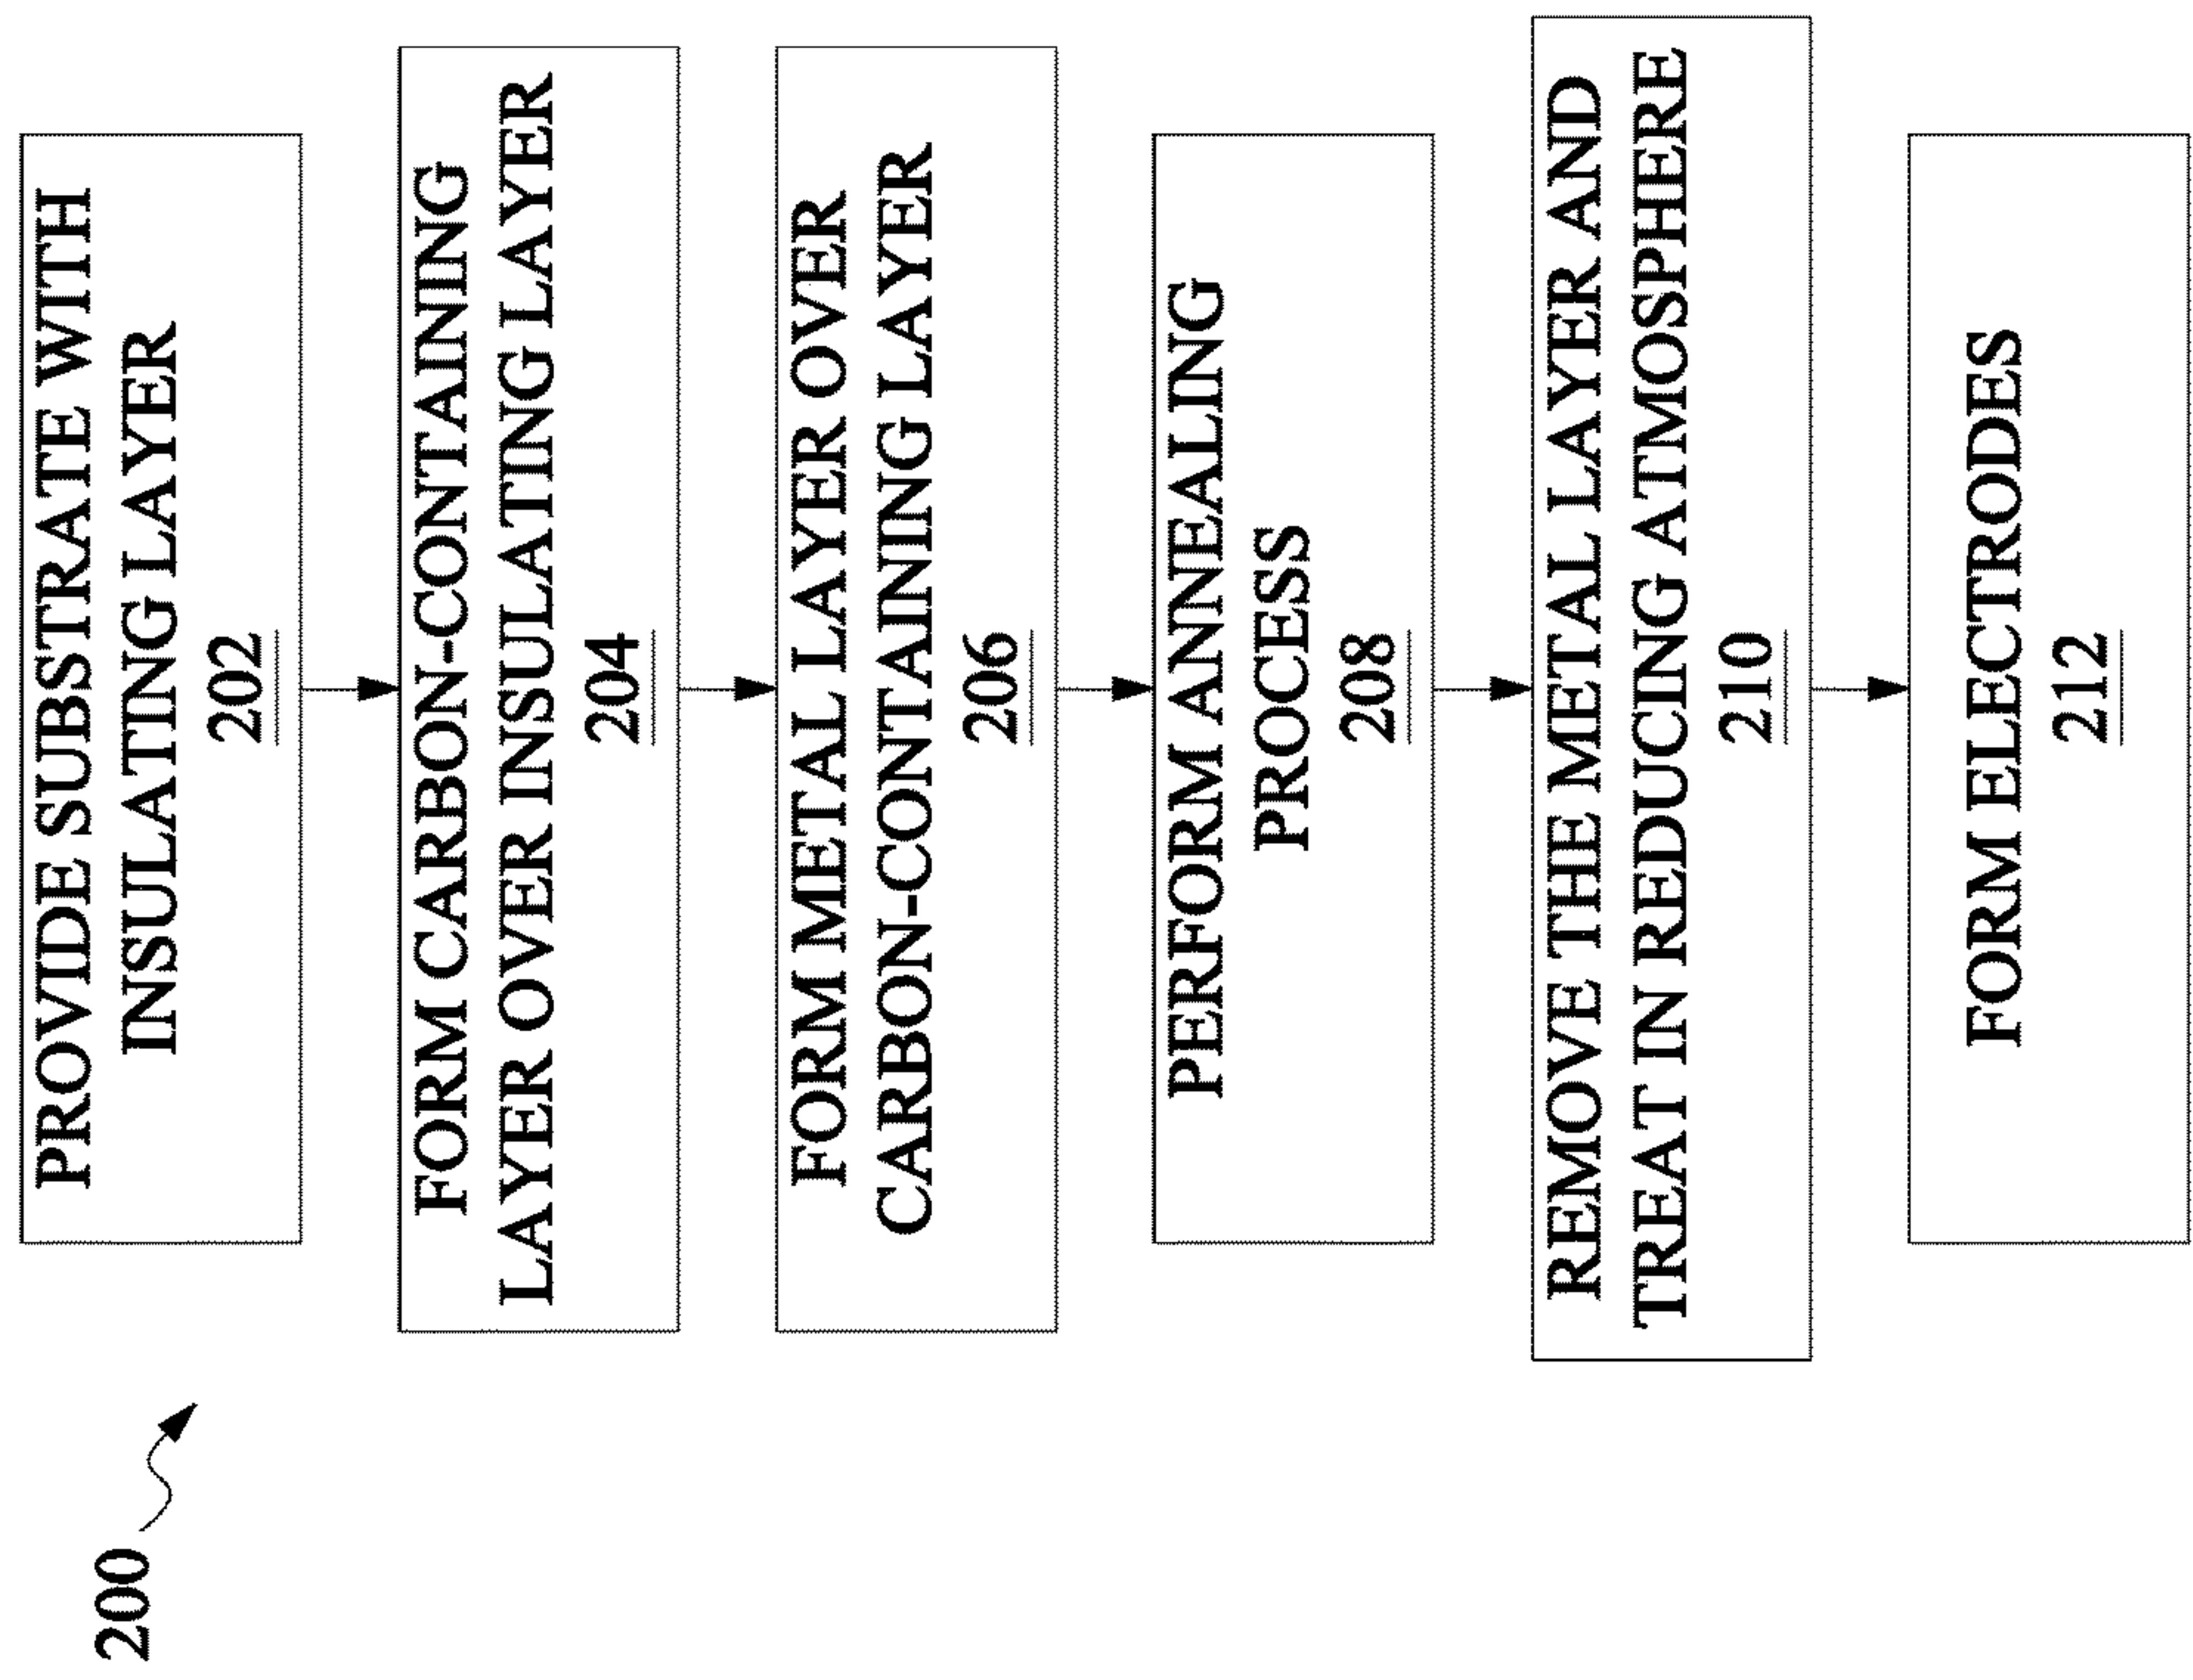 200
PROVIDE SUBSTRATE WITH
INSULATING LAYER
202
FORM CARBON-CONTAINING
LAYER OVER INSULATING LAYER
204
FORM METAL LAYER OVER
CARBON-CONTAINING LAYER
206
PERFORM ANNEALING
PROCESS
208
REMOVE THE METAL LAYER AND
TREAT IN REDUCING ATMOSPHERE
210
FORM ELECTRODES
212